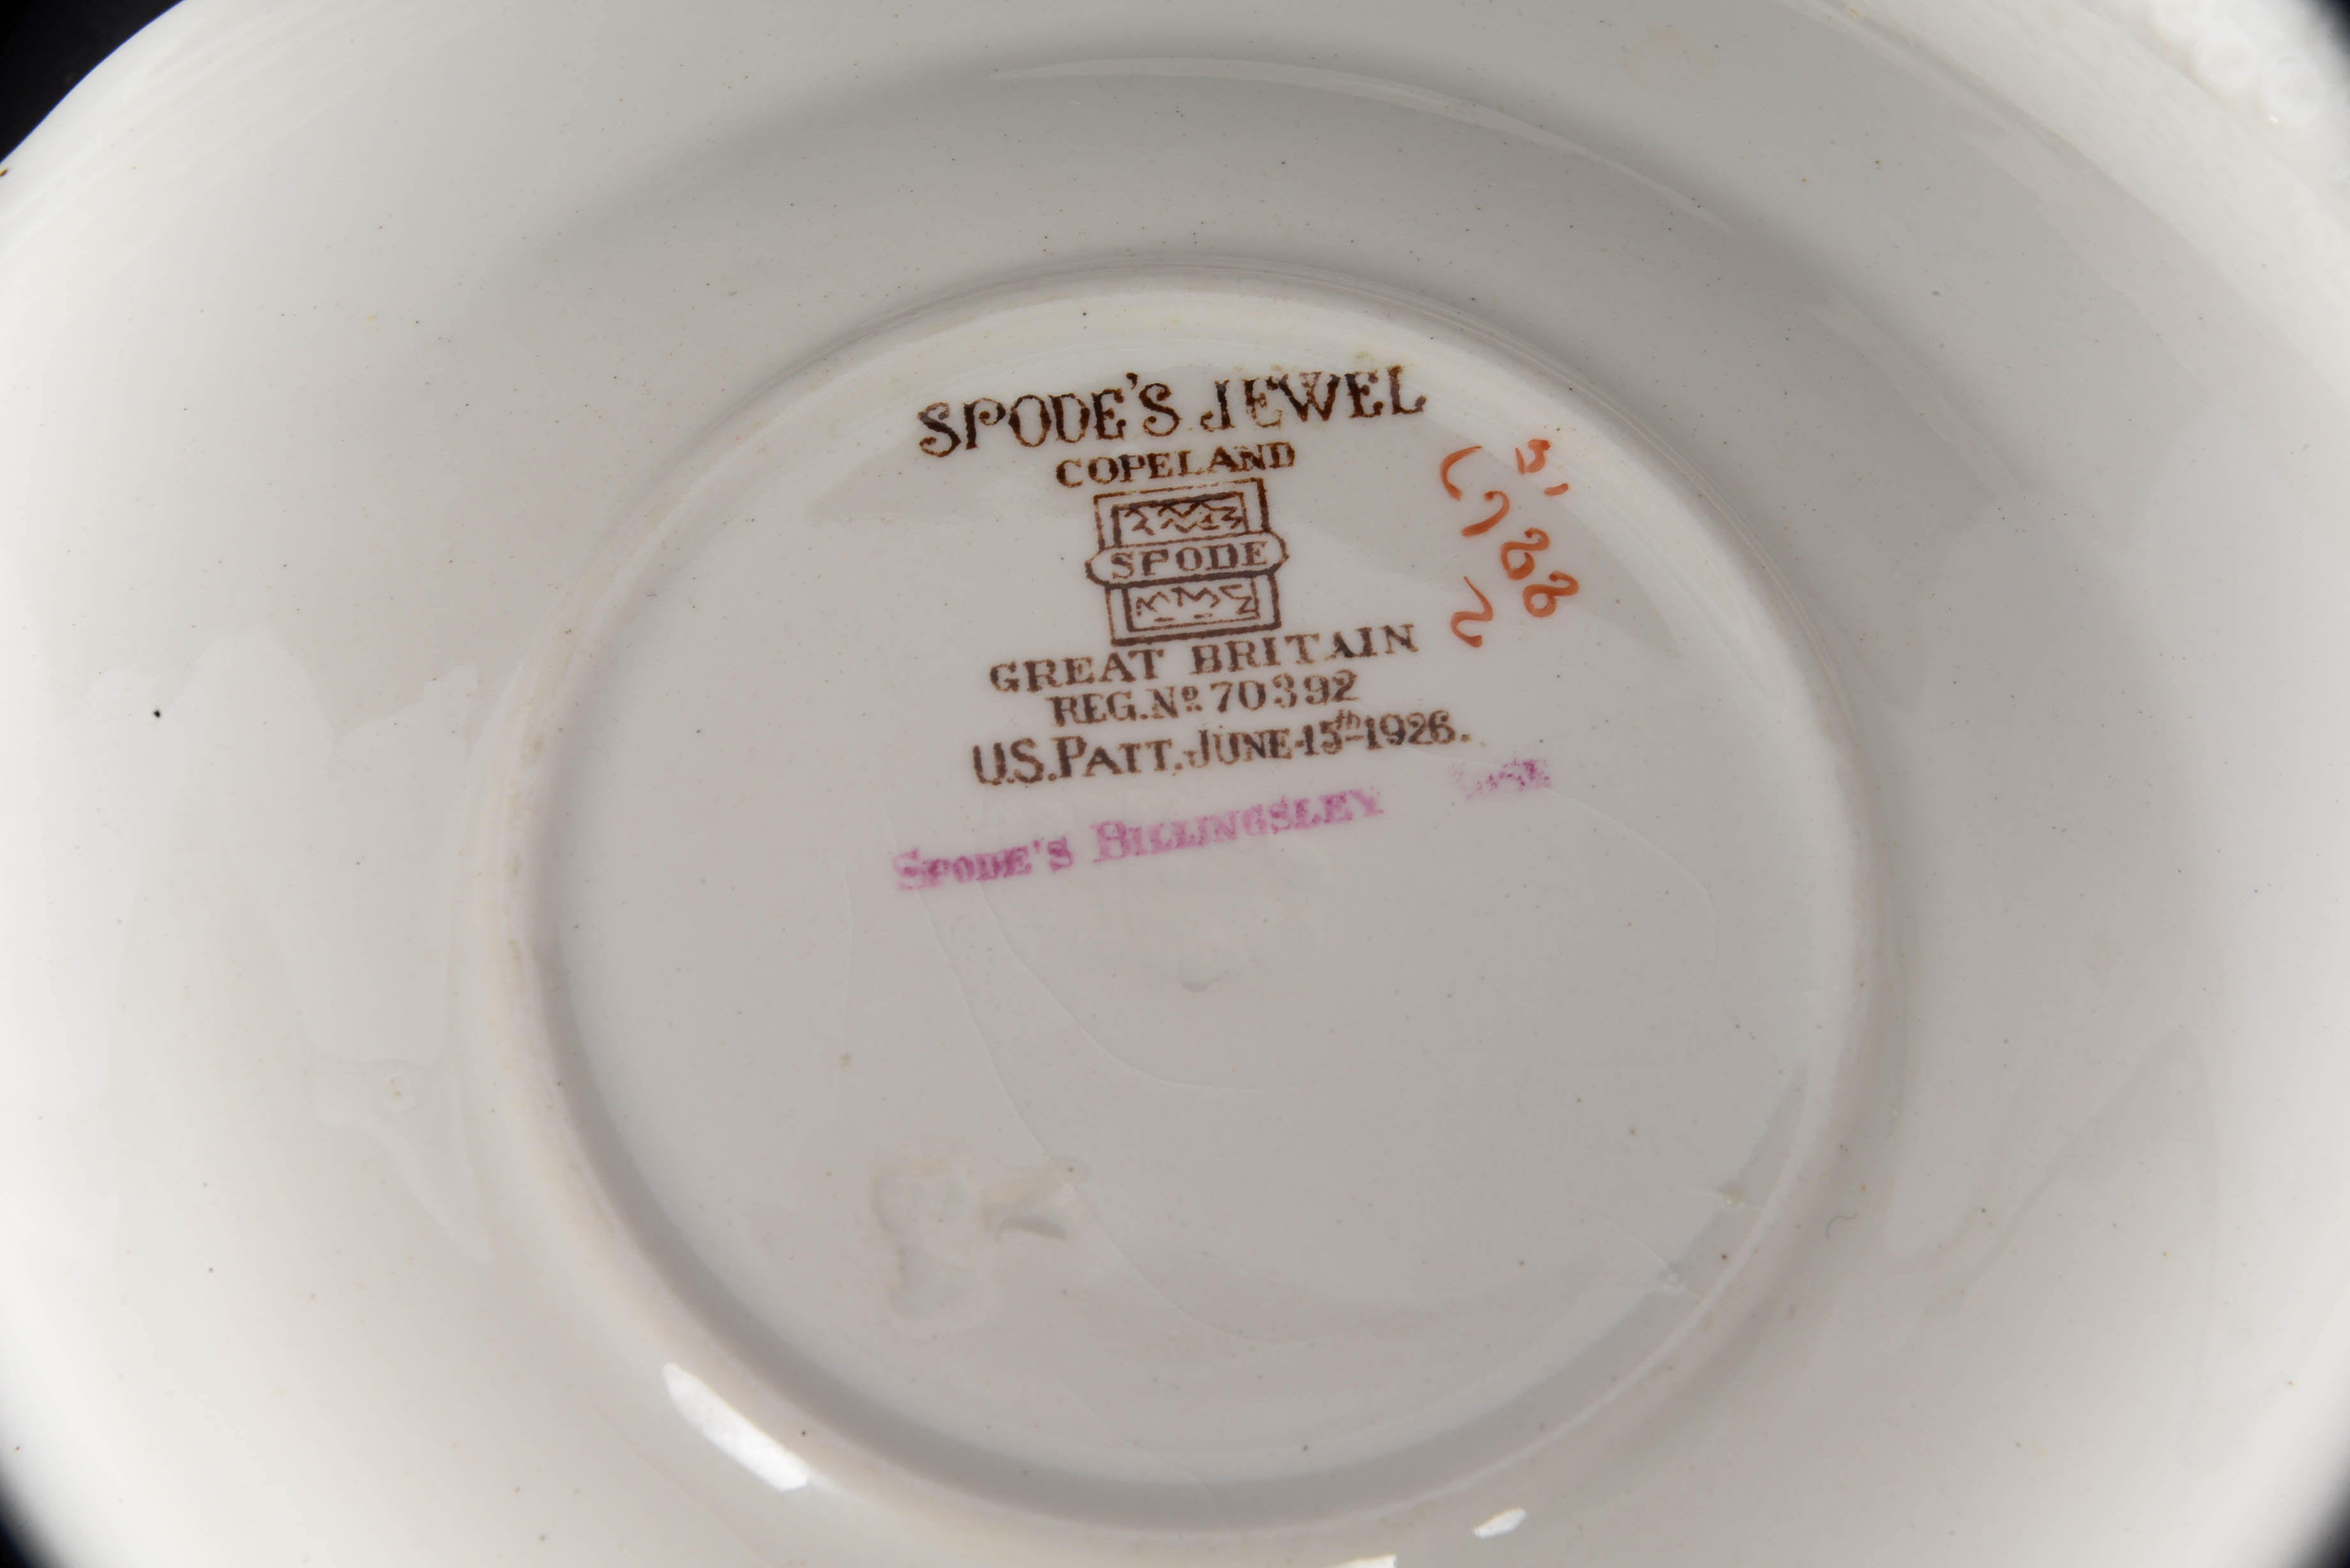 SPODE'S JEWEL
COPELAND
SPODE
GREAT BRITAIN
REG. Nº 70392
U.S. PATT. JUNE 15th 1926.
SPODE'S BILLINGSLEY